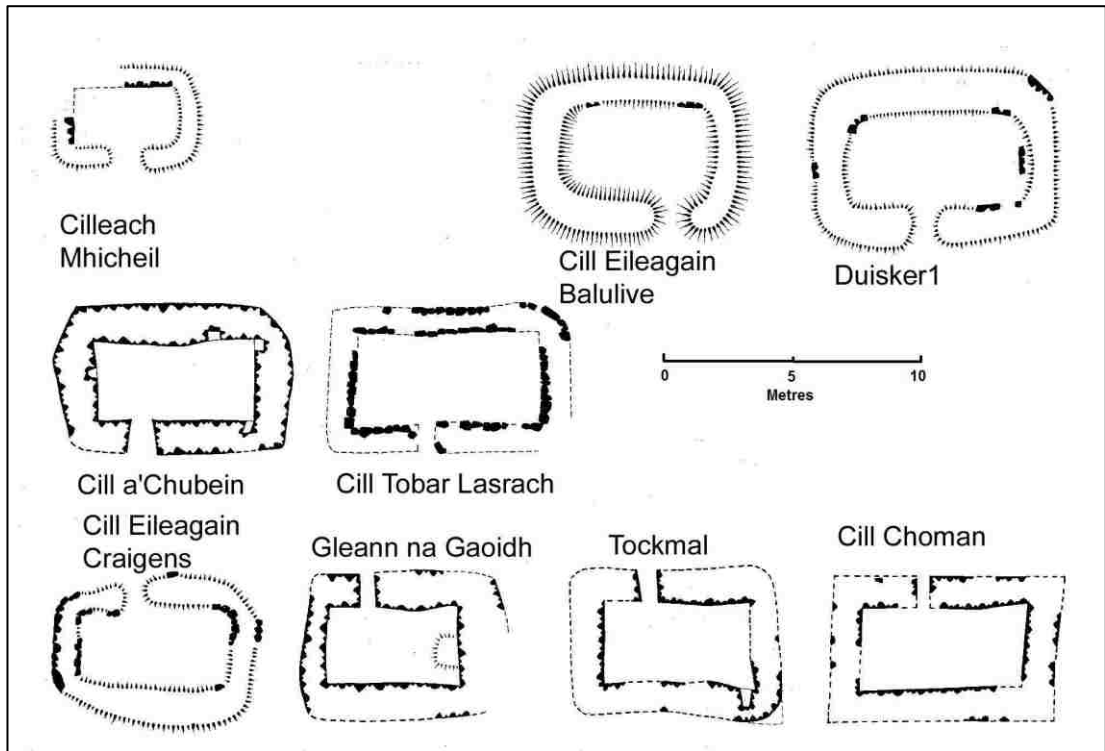 Cilleach
Mhicheil
Cill Eileagain
Balulive
Duisker1
0 5 10
Metres
Cill a'Chubein
Cill Tobar Lasrach
Cill Eileagain
Craigens
Gleann na Gaoidh
Tockmal
Cill Choman